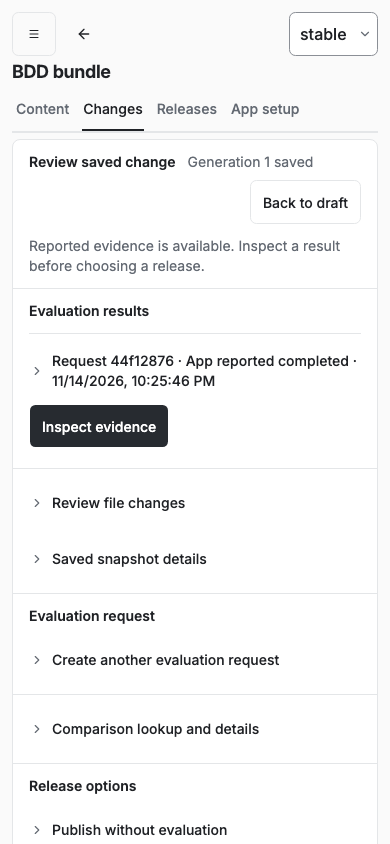 stable
BDD bundle
Content Changes Releases App setup
Review saved change Generation 1 saved
Back to draft
Reported evidence is available. Inspect a result
before choosing a release.
Evaluation results
Request 44f12876 · App reported completed ·
11/14/2026, 10:25:46 PM
Inspect evidence
Review file changes
Saved snapshot details
Evaluation request
Create another evaluation request
Comparison lookup and details
Release options
Publish without evaluation